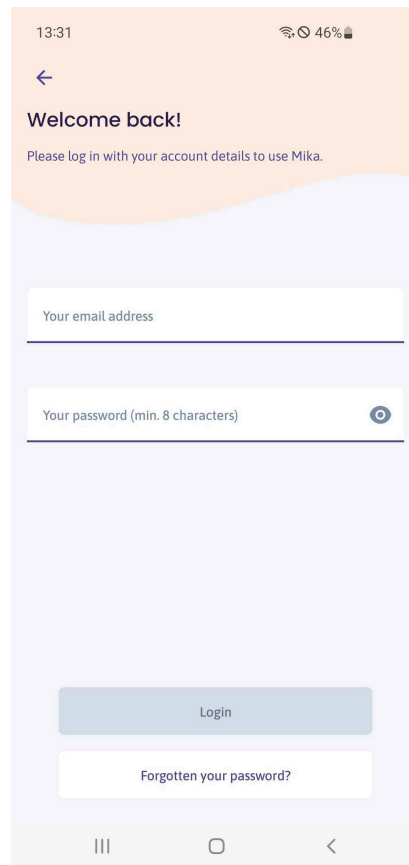 13:31
46%
Welcome back!
Please log in with your account details to use Mika.
Your email address
Your password (min. 8 characters)
Login
Forgotten your password?